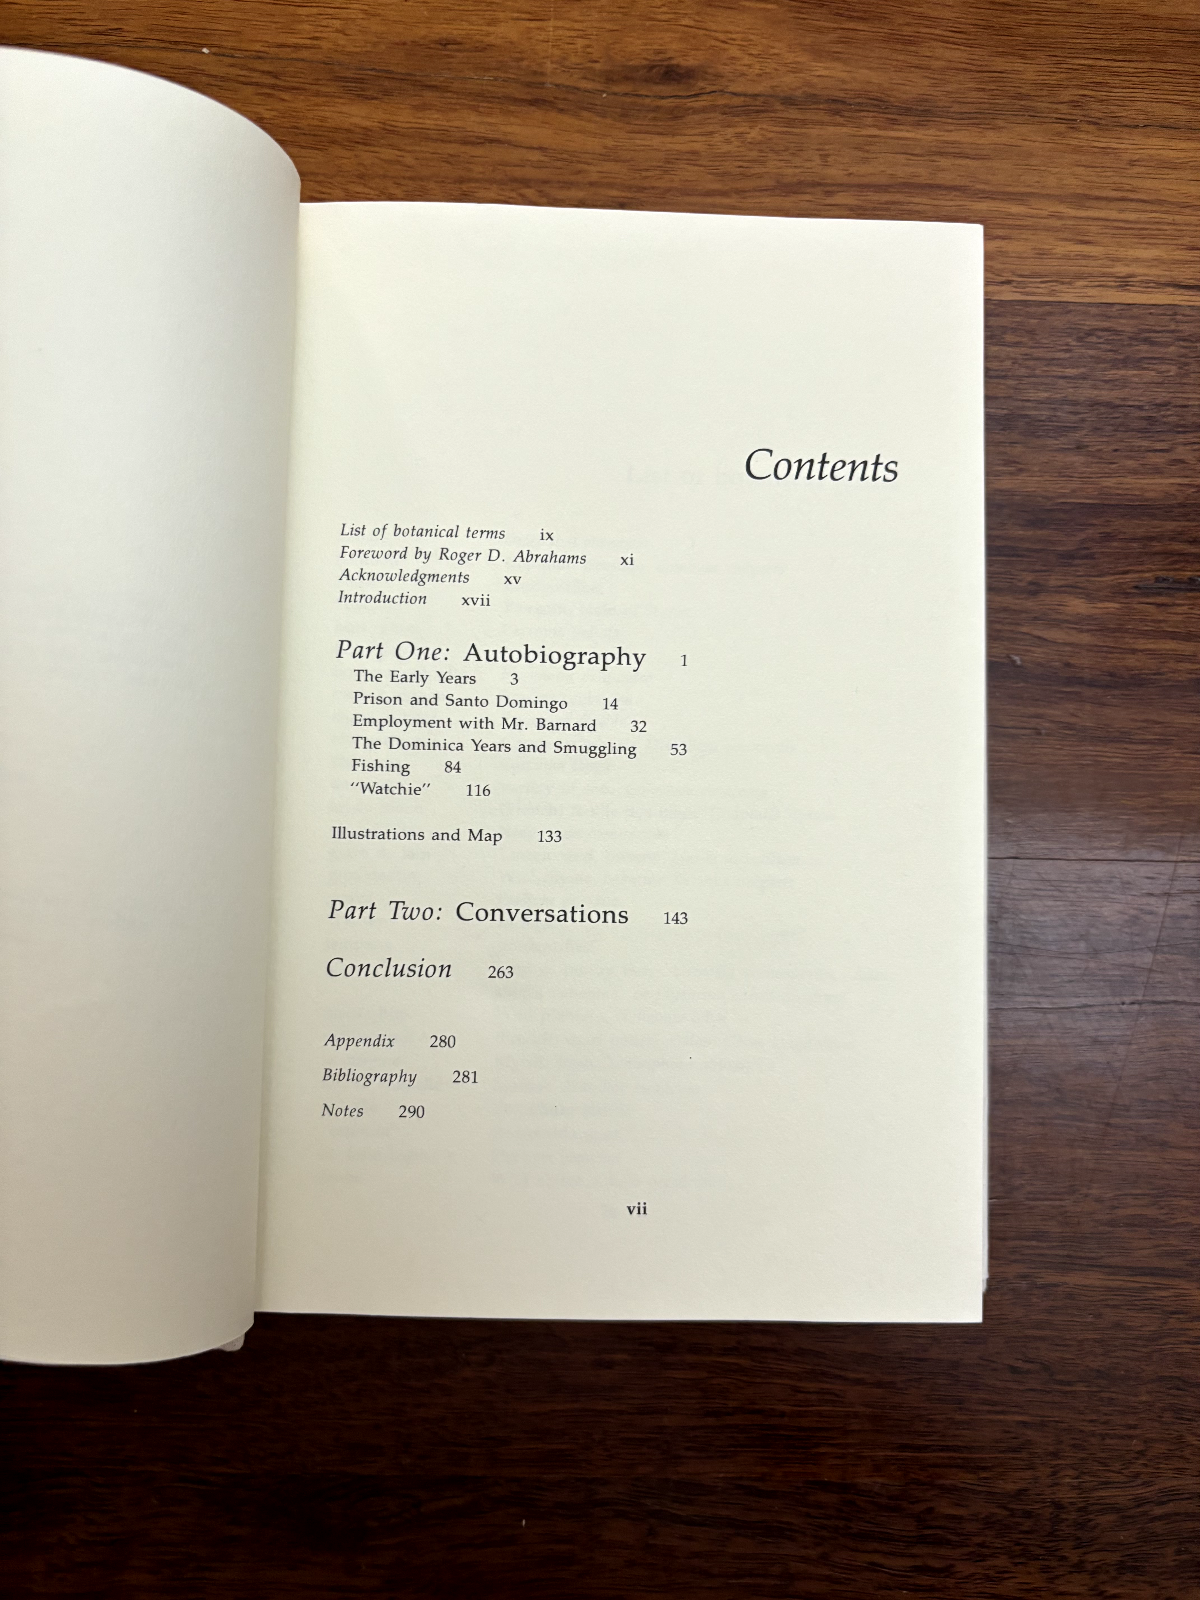 Contents
List of botanical terms ix
Foreword by Roger D. Abrahams xi
Acknowledgments xv
Introduction xvii
Part One: Autobiography 1
The Early Years 3
Prison and Santo Domingo 14
Employment with Mr. Barnard 32
The Dominica Years and Smuggling 53
Fishing 84
“Watchie” 116
Illustrations and Map 133
Part Two: Conversations 143
Conclusion 263
Appendix 280
Bibliography 281
Notes 290
vii